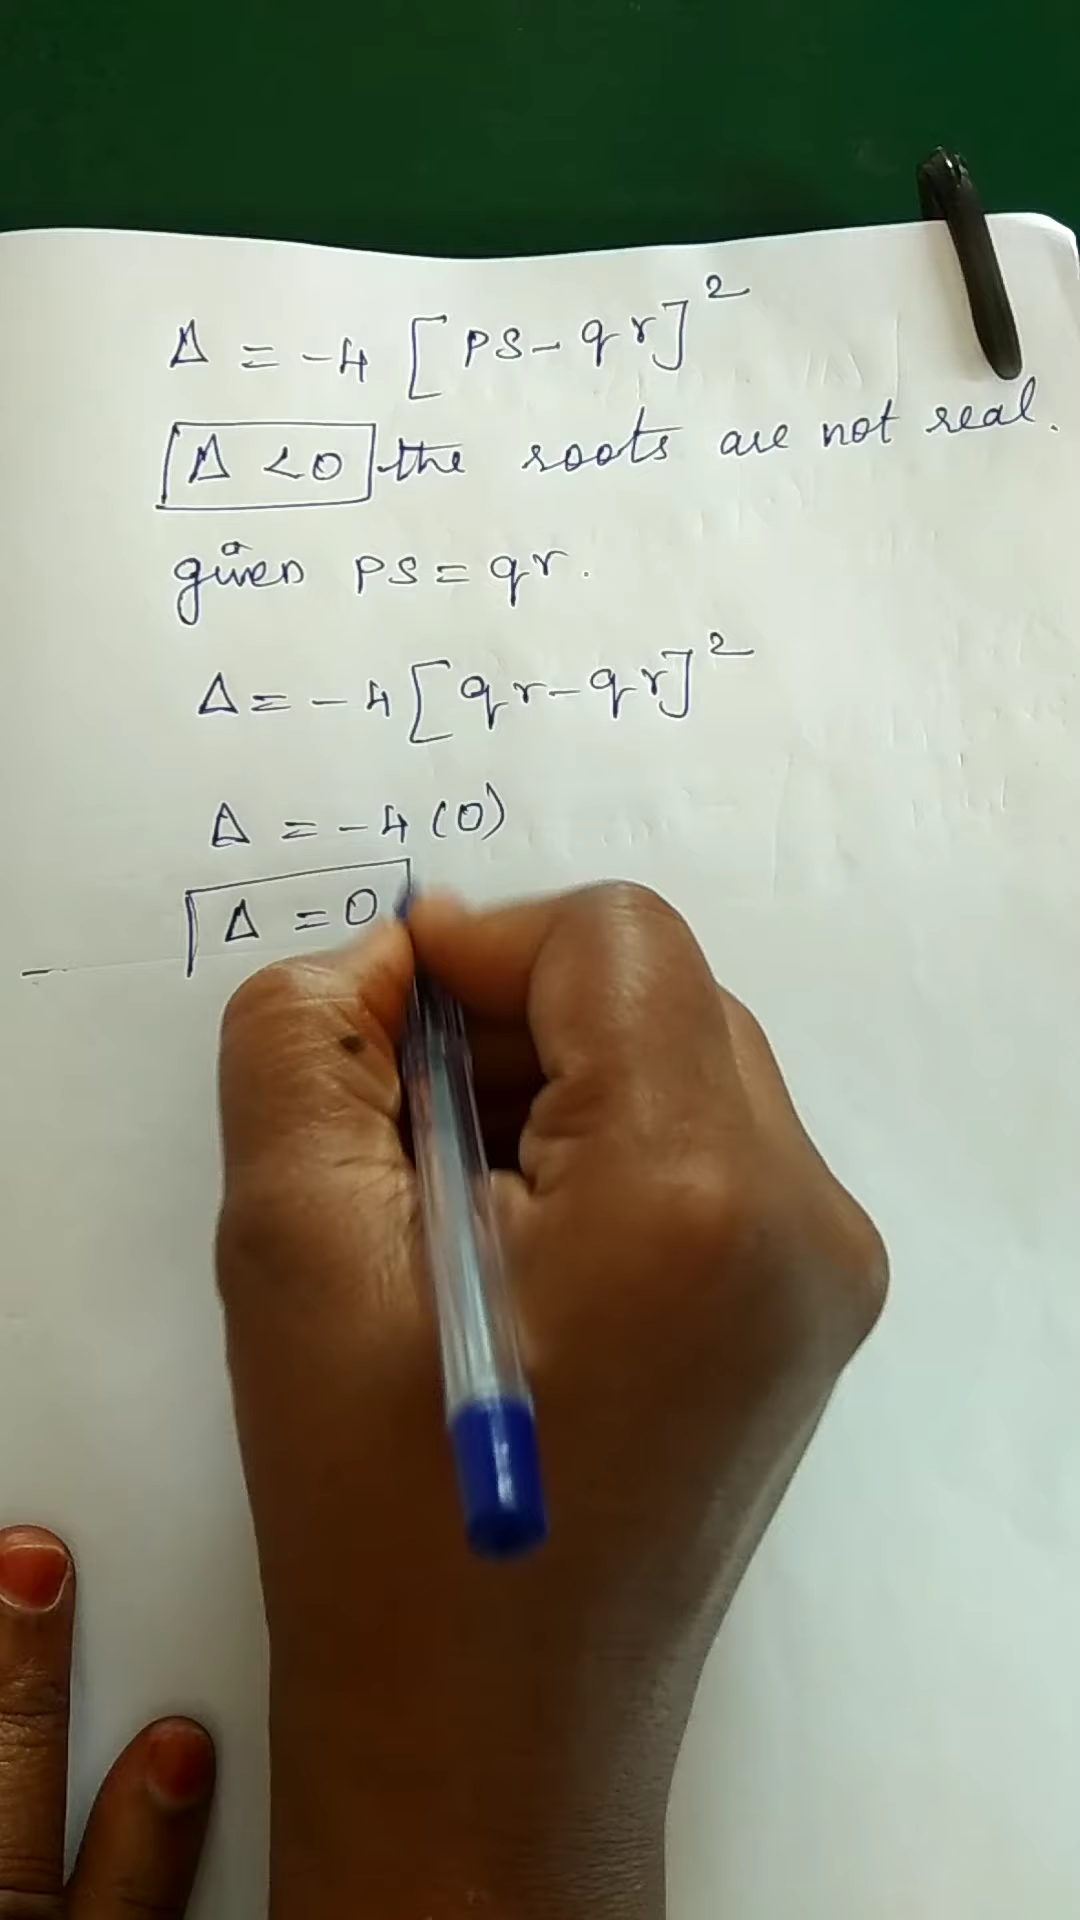 Δ = -4 [PS-qr]²
Δ <0 the roots are not real.
given PS=qr.
Δ= -4[qr-qr]²
Δ = -4(0)
Δ =0